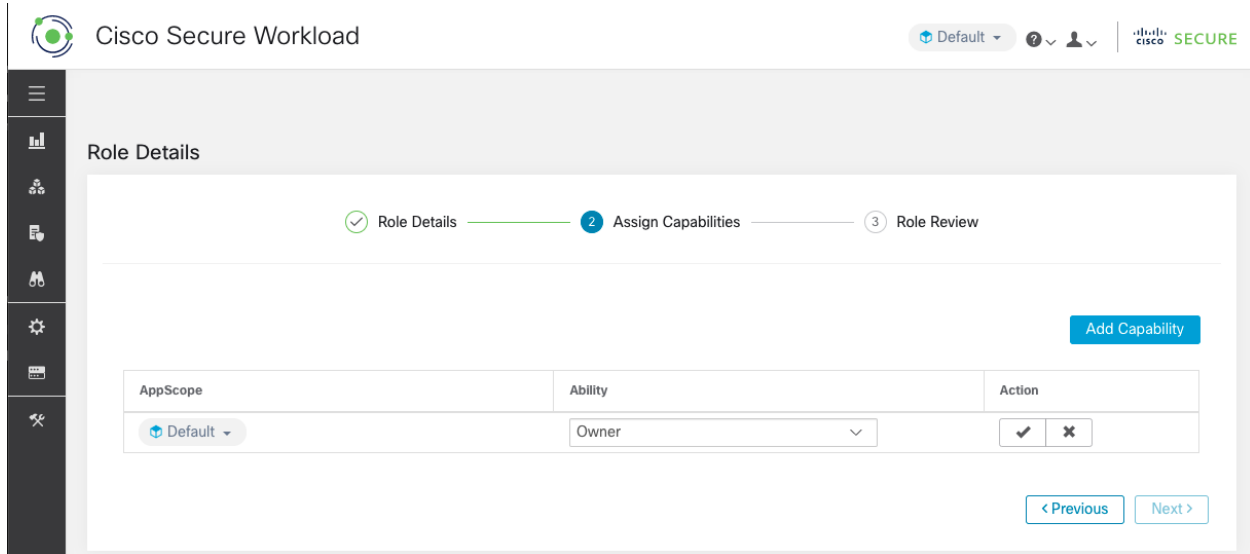 Cisco Secure Workload
Default
cisco SECURE
Role Details
Role Details
2 Assign Capabilities
3 Role Review
Add Capability
AppScope Ability Action
Default Owner
< Previous Next >